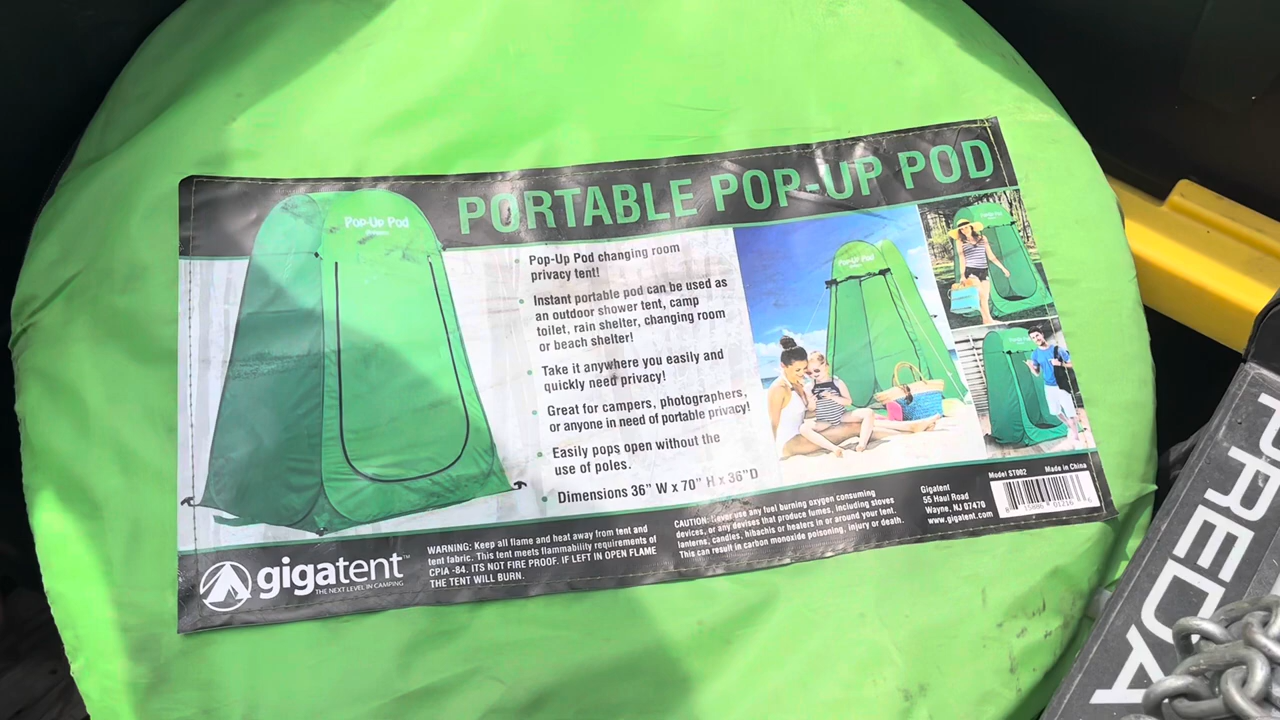 PORTABLE POP-UP POD
Pop-Up Pod
Pop-Up Pod changing room
privacy tent!
Instant portable pod can be used as
an outdoor shower tent, camp
toilet, rain shelter, changing room
or beach shelter!
Take it anywhere you easily and
quickly need privacy!
Great for campers, photographers,
or anyone in need of portable privacy!
Easily pops open without the
use of poles.
Dimensions 36" W x 70" H x 36"D
Pop-Up Pod
gigatent™
THE NEXT LEVEL IN CAMPING
WARNING: Keep all flame and heat away from tent and
tent fabric. This tent meets flammability requirements of
CPIA -84. ITS NOT FIRE PROOF. IF LEFT IN OPEN FLAME
THE TENT WILL BURN.
CAUTION: Never use any fuel burning oxygen consuming
devices, or any devises that produce fumes, including sloves
lanterns, candles, hibachis or heaters in or around your tent.
This can result in carbon monoxide poisoning, injury or death.
Gigatent
55 Haul Road
Wayne, NJ 07470
www.gigatent.com
Model ST002 Made in China
PREDA